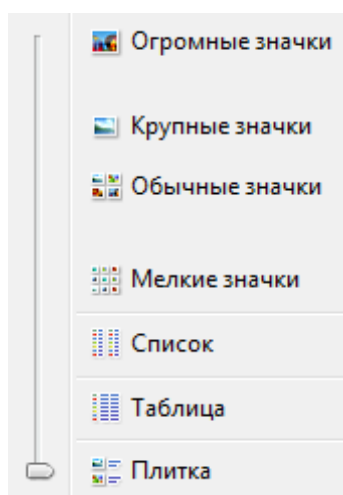 Огромные значки
Крупные значки
Обычные значки
Мелкие значки
Список
Таблица
Плитка